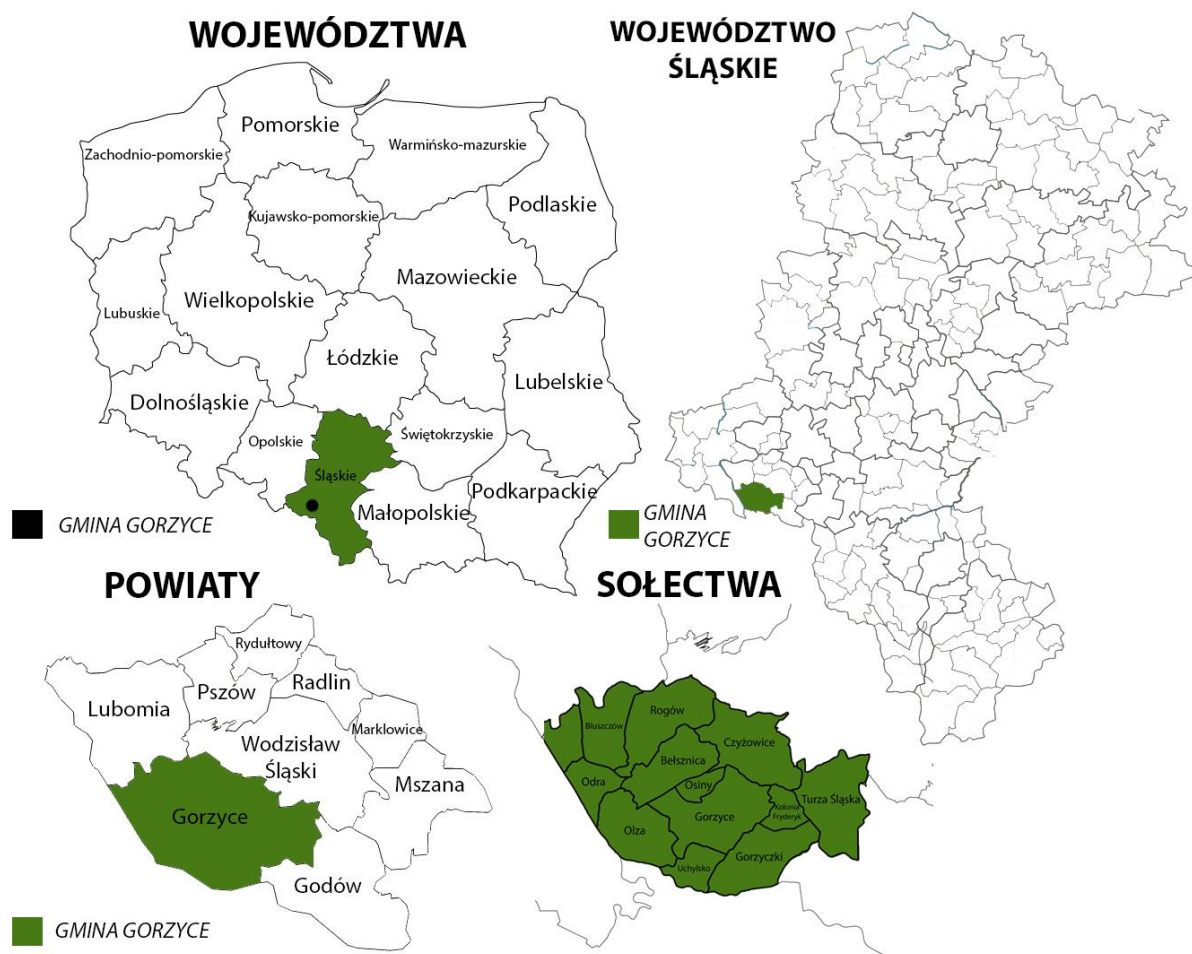 WOJEWÓDZTWA
Pomorskie
Zachodnio-pomorskie
Warmińsko-mazurskie
Kujawsko-pomorskie
Podlaskie
Mazowieckie
Wielkopolskie
Lubuskie
Łódzkie
Lubelskie
Dolnośląskie
Opolskie
Świętokrzyskie
Śląskie
Podkarpackie
Małopolskie
GMINA GORZYCE
WOJEWÓDZTWO
ŚLĄSKIE
GMINA
GORZYCE
POWIATY
Rydułtowy
Radlin
Pszów
Lubomia
Marklowice
Wodzisław
Śląski
Mszana
Gorzyce
Godów
GMINA GORZYCE
SOŁECTWA
Rogów
Bluszczów
Czyżowice
Bełsznica
Odra
Osiny
Turza Śląska
Kolonia
Fryderyk
Gorzyce
Olza
Gorzyczki
Uchylsko